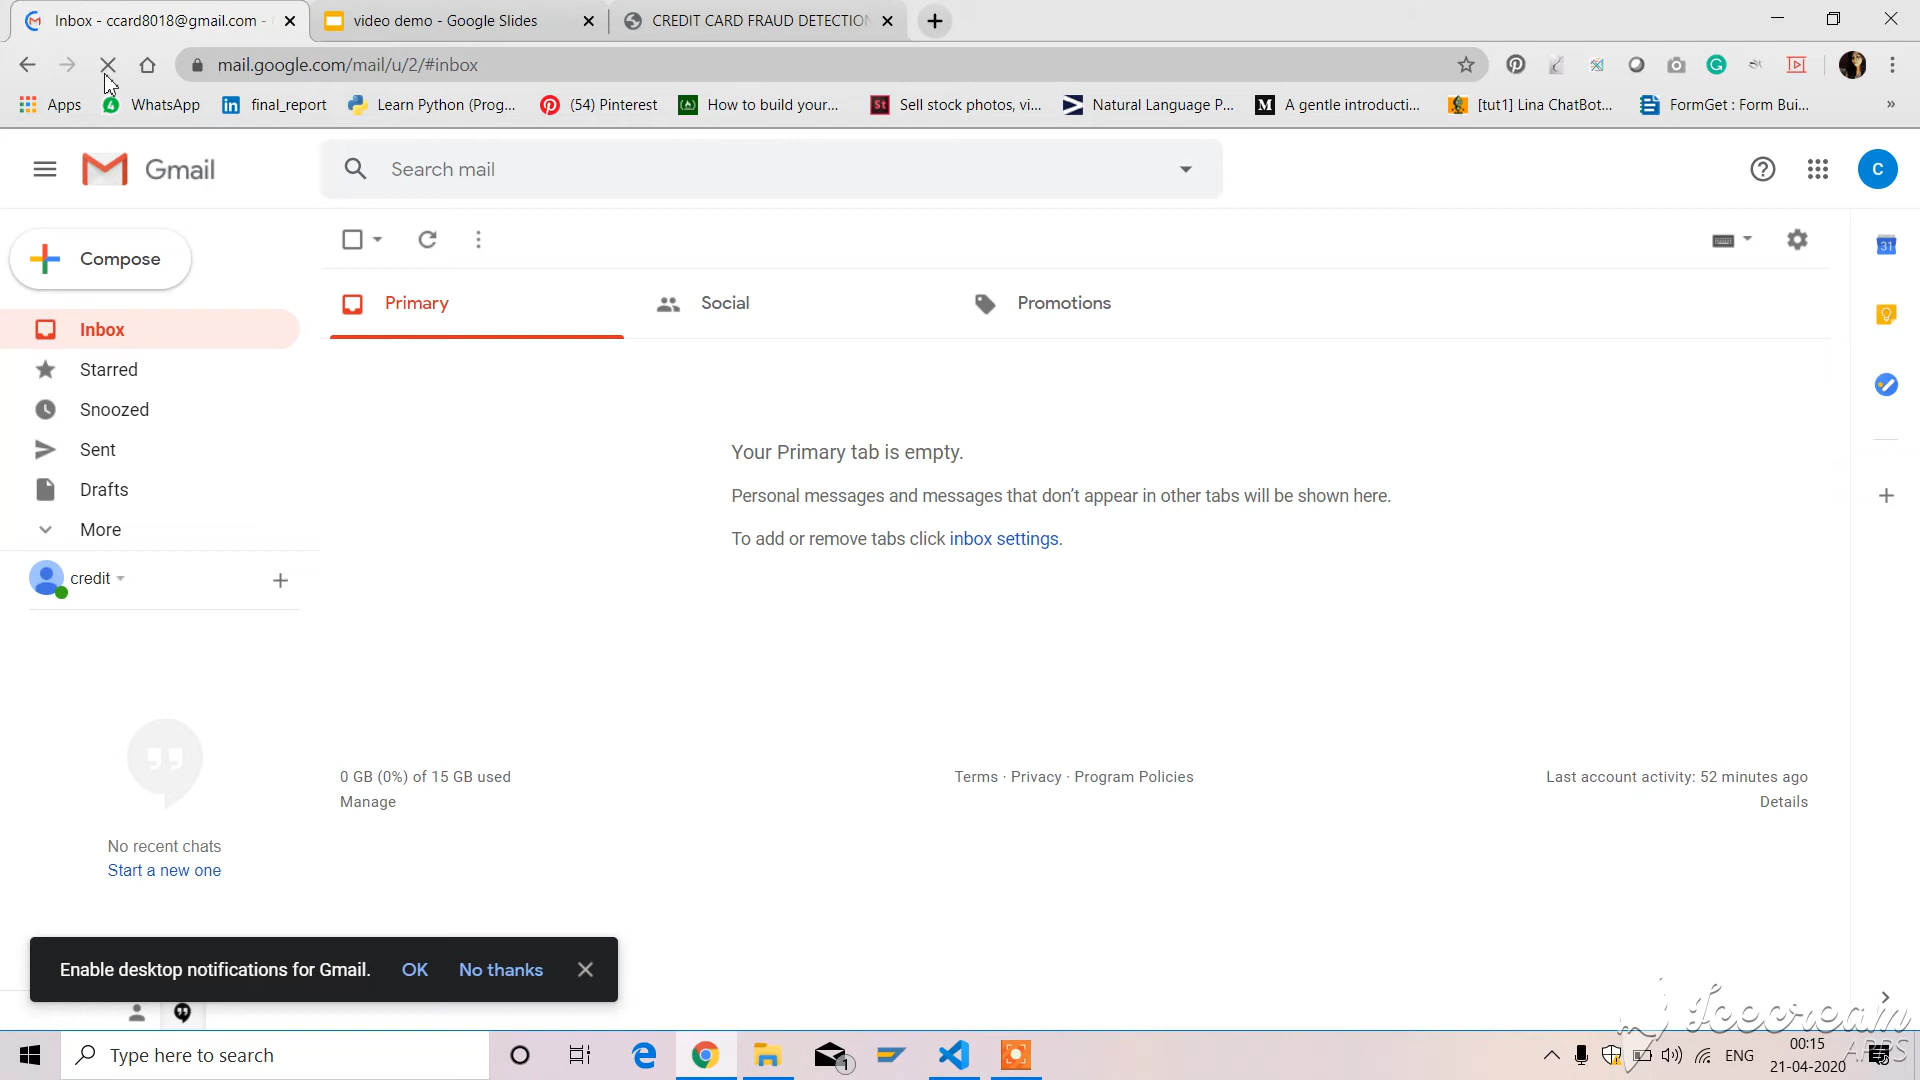 Inbox - ccard8018@gmail.com -
video demo - Google Slides
CREDIT CARD FRAUD DETECTION
mail.google.com/mail/u/2/#inbox
Apps
WhatsApp
final_report
Learn Python (Prog...
(54) Pinterest
How to build your...
Sell stock photos, vi...
Natural Language P...
A gentle introducti...
[tut1] Lina ChatBot...
FormGet : Form Bui...
»
Gmail
Search mail
C
Compose
Primary
Social
Promotions
31
Inbox
Starred
Snoozed
Sent
Drafts
More
Your Primary tab is empty.
Personal messages and messages that don't appear in other tabs will be shown here.
To add or remove tabs click inbox settings.
credit
0 GB (0%) of 15 GB used
Manage
Terms · Privacy · Program Policies
Last account activity: 52 minutes ago
Details
No recent chats
Start a new one
Enable desktop notifications for Gmail.
OK
No thanks
Icecream
APPS
Type here to search
1
ENG
00:15
21-04-2020